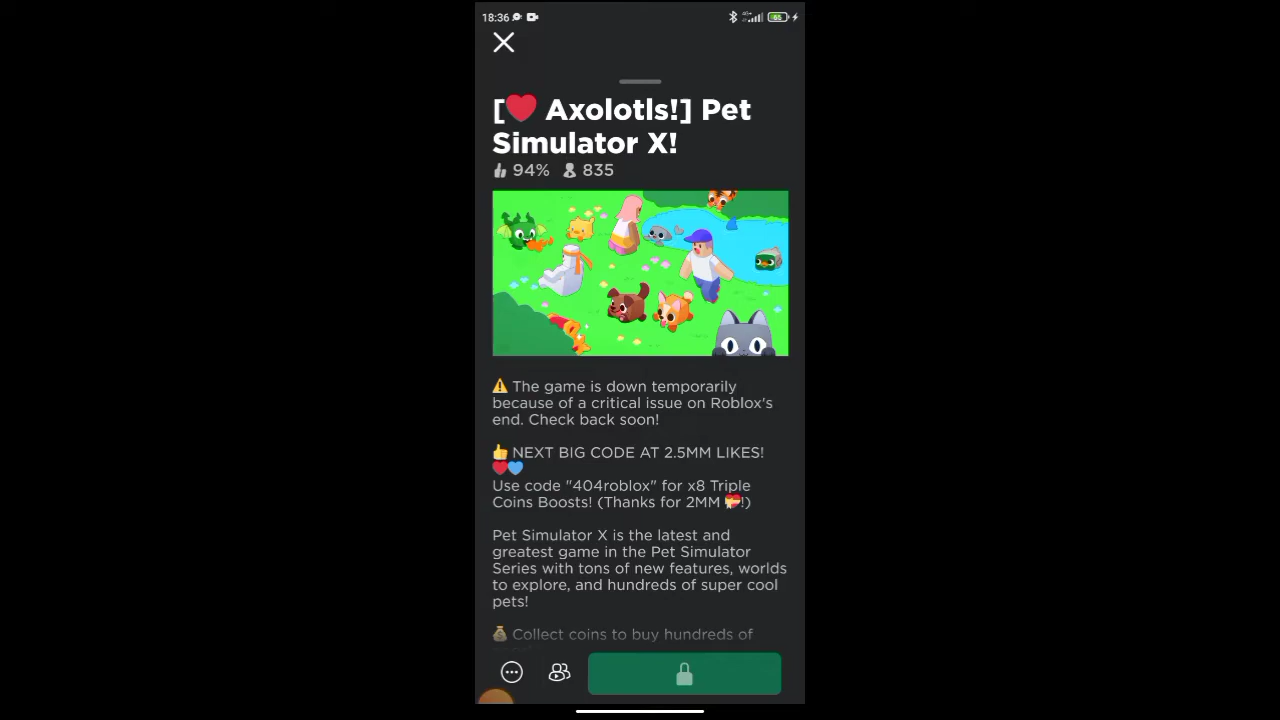 18:36
65
[❤️ Axolotls!] Pet
Simulator X!
94% 835
⚠️ The game is down temporarily
because of a critical issue on Roblox's
end. Check back soon!
👍 NEXT BIG CODE AT 2.5MM LIKES!
❤️💙
Use code "404roblox" for x8 Triple
Coins Boosts! (Thanks for 2MM 💝!)
Pet Simulator X is the latest and
greatest game in the Pet Simulator
Series with tons of new features, worlds
to explore, and hundreds of super cool
pets!
💰 Collect coins to buy hundreds of